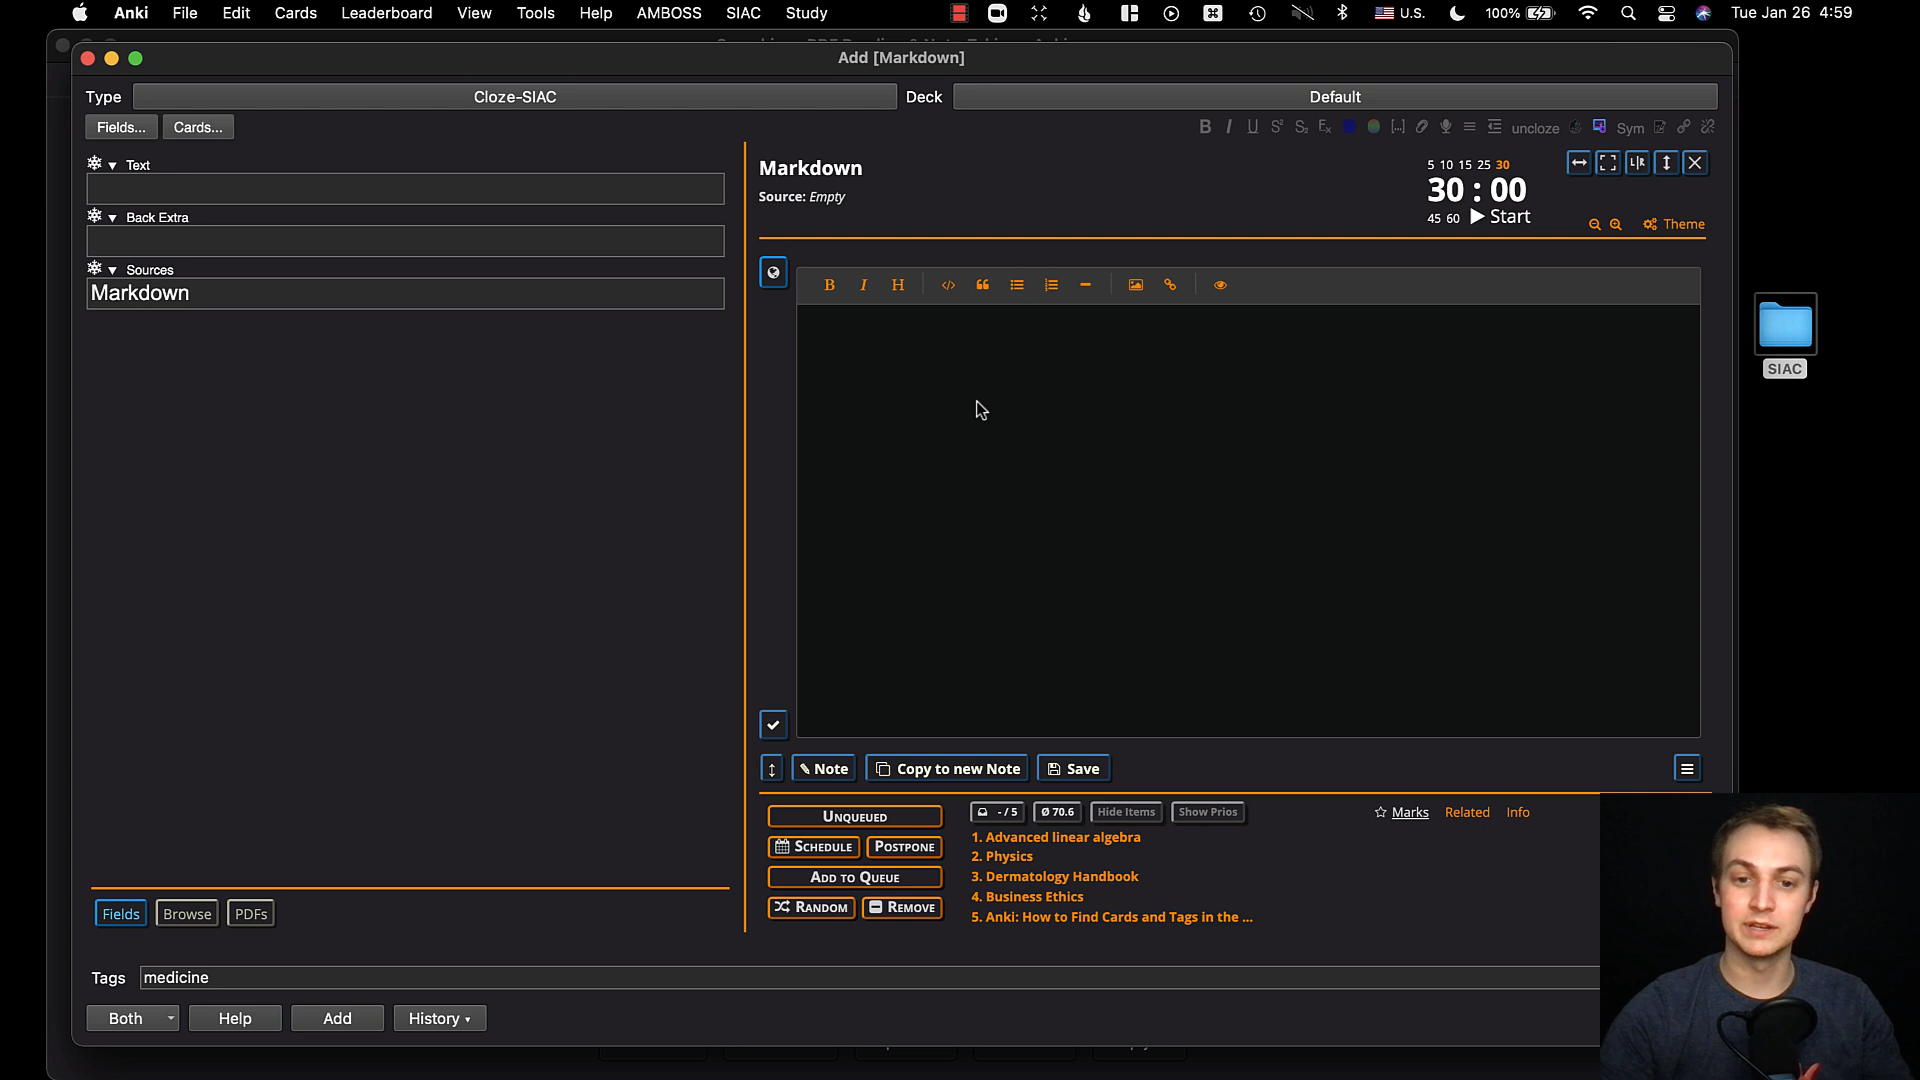 Anki File Edit Cards Leaderboard View Tools Help AMBOSS SIAC Study U.S. 100% Tue Jan 26 4:59
Add [Markdown]
Type Cloze-SIAC Deck Default
Fields... Cards...
B I U S² S₂ Ex [...] uncloze Sym
Text
Back Extra
Sources
Markdown
Markdown
Source: Empty
5 10 15 25 30
30 : 00
45 60 Start
Theme
L|R
B I H
Note Copy to new Note Save
Unqueued
Schedule Postpone
Add to Queue
Random Remove
- / 5 Ø 70.6 Hide Items Show Prios
Marks Related Info
1. Advanced linear algebra
2. Physics
3. Dermatology Handbook
4. Business Ethics
5. Anki: How to Find Cards and Tags in the ...
Fields Browse PDFs
Tags medicine
Both Help Add History
SIAC